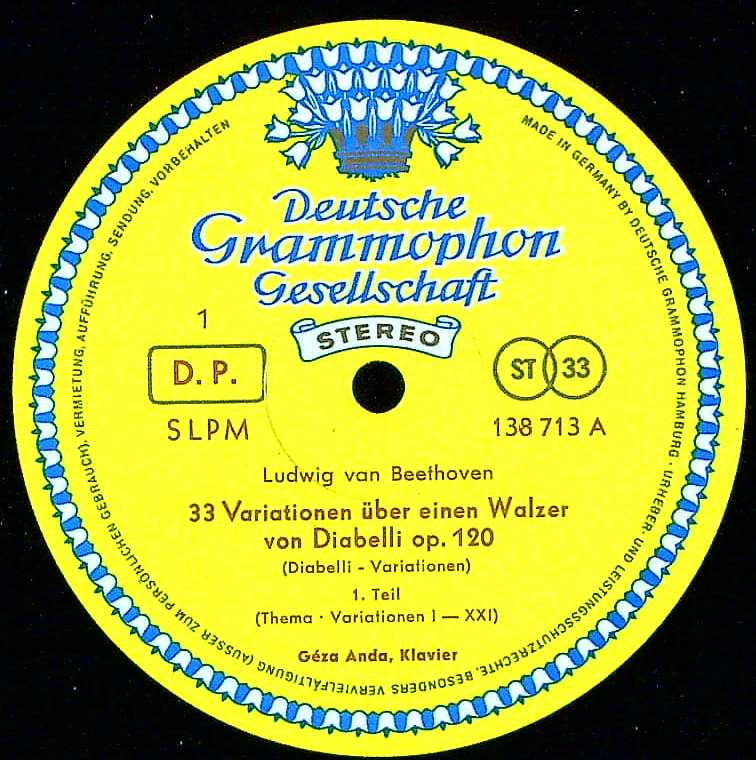 Deutsche
Grammophon
Gesellschaft
STEREO
1
D. P.
SLPM
ST 33
138 713 A
Ludwig van Beethoven
33 Variationen über einen Walzer
von Diabelli op. 120
(Diabelli - Variationen)
1. Teil
(Thema · Variationen I — XXI)
Géza Anda, Klavier
MADE IN GERMANY BY DEUTSCHE GRAMMOPHON HAMBURG · URHEBER- UND LEISTUNGSSCHUTZRECHTE, BESONDERS VERVIELFÄLTIGUNG (AUSSER ZUM PERSÖNLICHEN GEBRAUCH), VERMIETUNG, AUFFÜHRUNG, SENDUNG, VORBEHALTEN